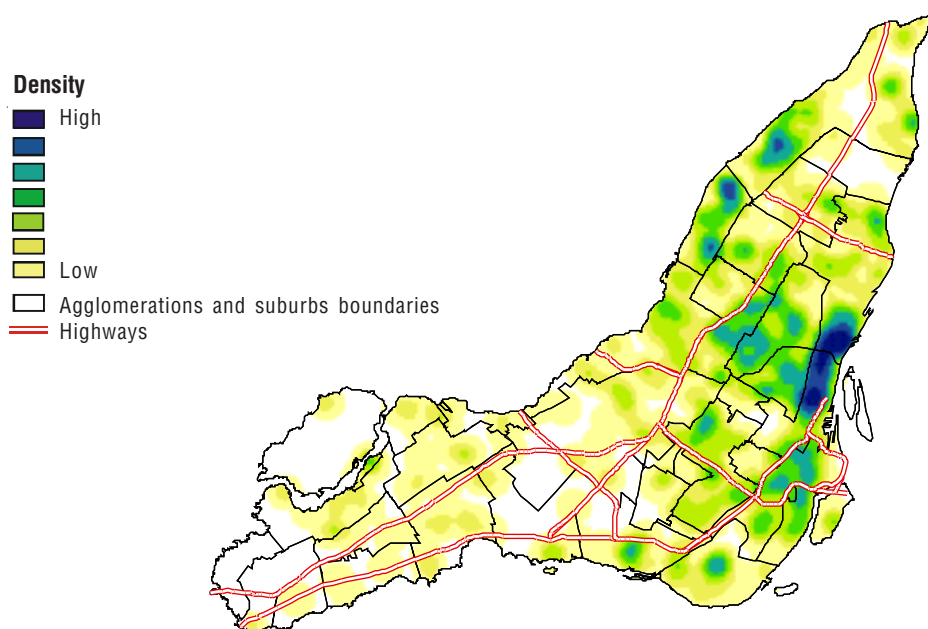 Density
High
Low
Agglomerations and suburbs boundaries
Highways